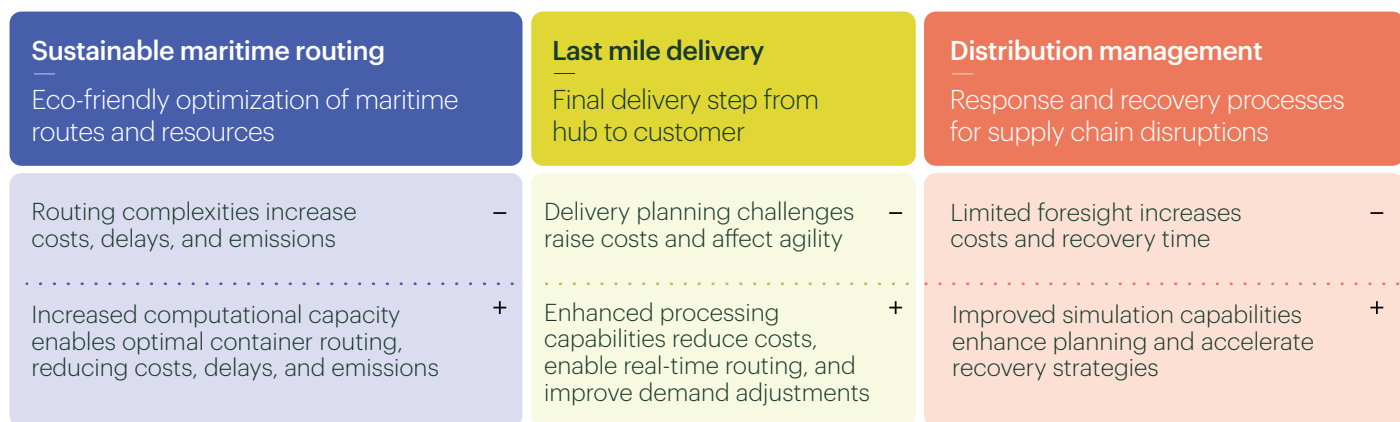 Sustainable maritime routing
Eco-friendly optimization of maritime
routes and resources
Routing complexities increase
costs, delays, and emissions
–
Increased computational capacity
enables optimal container routing,
reducing costs, delays, and emissions
+
Last mile delivery
Final delivery step from
hub to customer
Delivery planning challenges
raise costs and affect agility
–
Enhanced processing
capabilities reduce costs,
enable real-time routing, and
improve demand adjustments
+
Distribution management
Response and recovery processes
for supply chain disruptions
Limited foresight increases
costs and recovery time
–
Improved simulation capabilities
enhance planning and accelerate
recovery strategies
+